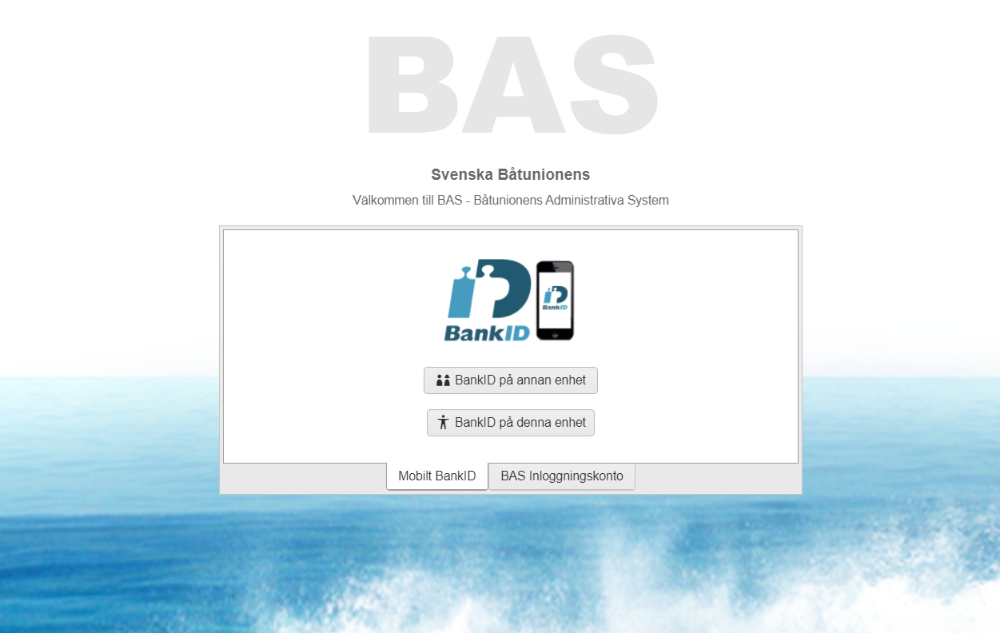 BAS
Svenska Båtunionens
Välkommen till BAS - Båtunionens Administrativa System
BankID
BankID
BankID på annan enhet
BankID på denna enhet
Mobilt BankID
BAS Inloggningskonto